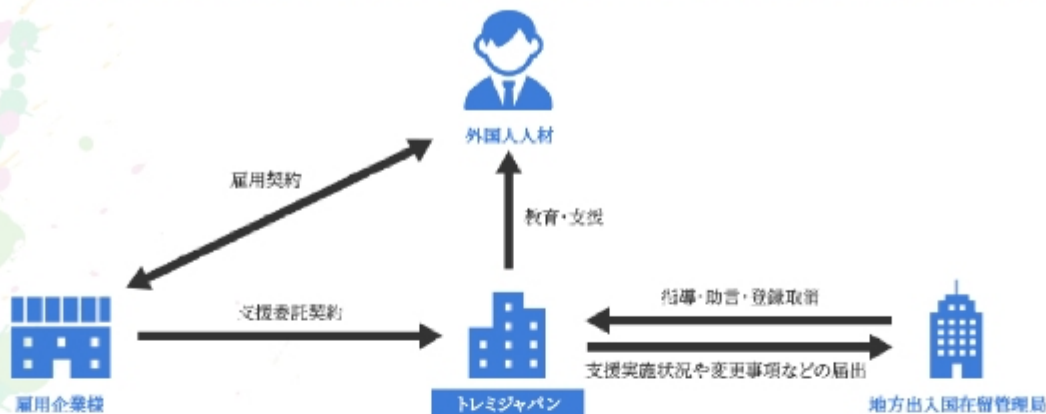 外国人人材
雇用契約
教育・支援
支援委託契約
指導・助言・登録取消
支援実施状況や変更事項などの届出
雇用企業様
トレミジャパン
地方出入国在留管理局